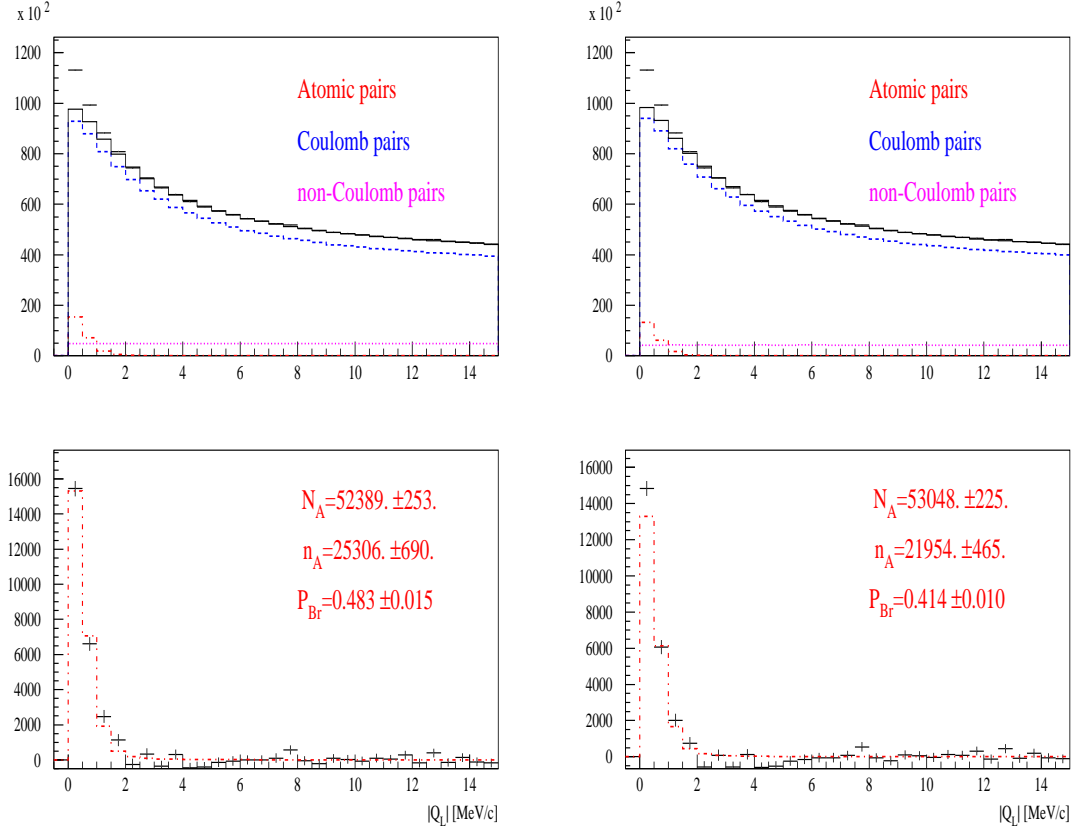 x 10 2
1200
1000
800
600
400
200
0
0 2 4 6 8 10 12 14
Atomic pairs
Coulomb pairs
non-Coulomb pairs
x 10 2
1200
1000
800
600
400
200
0
0 2 4 6 8 10 12 14
Atomic pairs
Coulomb pairs
non-Coulomb pairs
16000
14000
12000
10000
8000
6000
4000
2000
0
0 2 4 6 8 10 12 14
N_A=52389. ±253.
n_A=25306. ±690.
P_Br=0.483 ±0.015
|Q_L| [MeV/c]
16000
14000
12000
10000
8000
6000
4000
2000
0
0 2 4 6 8 10 12 14
N_A=53048. ±225.
n_A=21954. ±465.
P_Br=0.414 ±0.010
|Q_L| [MeV/c]